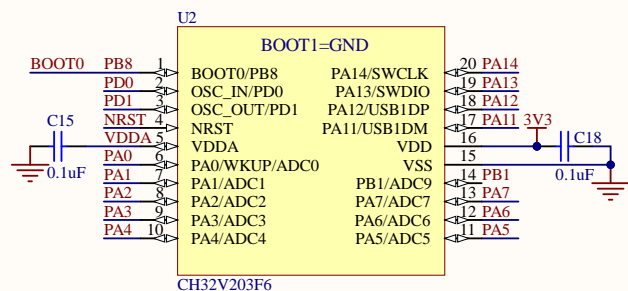 U2
BOOT1=GND
BOOT0 PB8 1 BOOT0/PB8 PA14/SWCLK 20 PA14
PD0 2 OSC_IN/PD0 PA13/SWDIO 19 PA13
PD1 3 OSC_OUT/PD1 PA12/USB1DP 18 PA12
NRST 4 NRST PA11/USB1DM 17 PA11 3V3
C15 VDDA 5 VDDA VDD 16 C18
0.1uF PA0 6 PA0/WKUP/ADC0 VSS 15 0.1uF
PA1 7 PA1/ADC1 PB1/ADC9 14 PB1
PA2 8 PA2/ADC2 PA7/ADC7 13 PA7
PA3 9 PA3/ADC3 PA6/ADC6 12 PA6
PA4 10 PA4/ADC4 PA5/ADC5 11 PA5
CH32V203F6